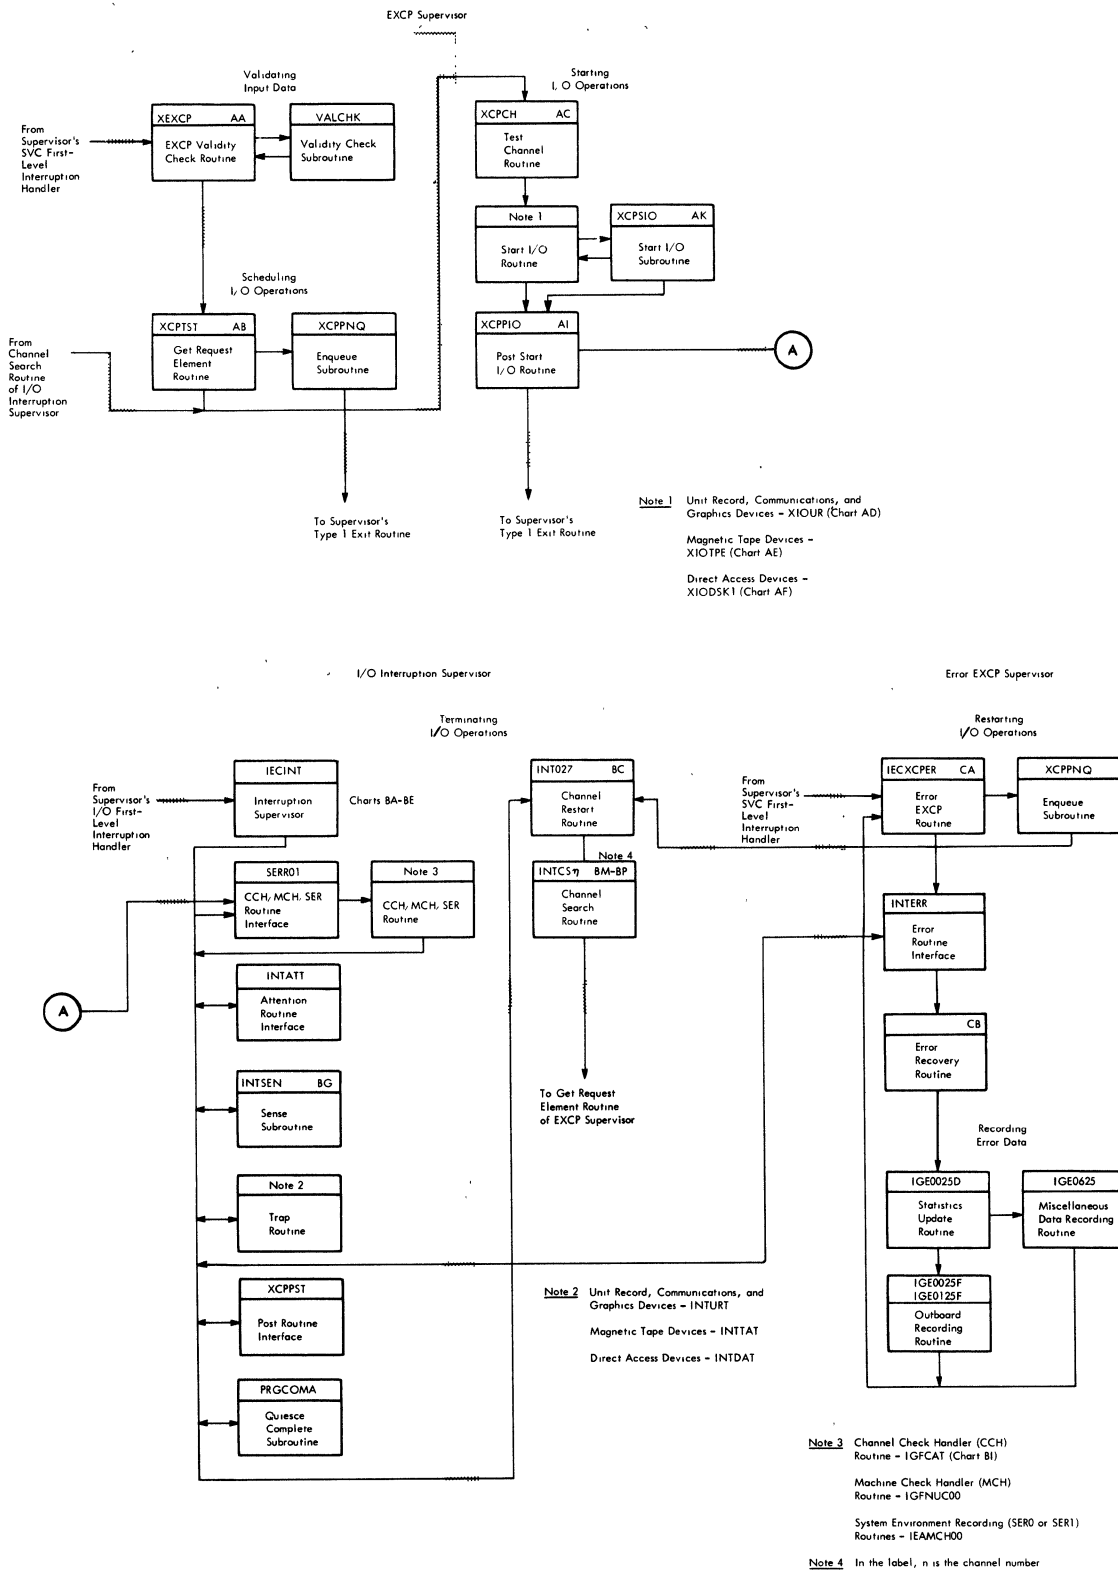 EXCP Supervisor
Validating
Input Data
Starting
I/O Operations
From
Supervisor's
SVC First-
Level
Interruption
Handler
XEXCP AA
EXCP Validity
Check Routine
VALCHK
Validity Check
Subroutine
XCPCH AC
Test
Channel
Routine
Note 1
Start I/O
Routine
XCPSIO AK
Start I/O
Subroutine
Scheduling
I/O Operations
From
Channel
Search
Routine
of I/O
Interruption
Supervisor
XCPTST AB
Get Request
Element
Routine
XCPPNQ
Enqueue
Subroutine
XCPPIO AI
Post Start
I/O Routine
A
To Supervisor's
Type 1 Exit Routine
To Supervisor's
Type 1 Exit Routine
Note 1 Unit Record, Communications, and
Graphics Devices - XIOUR (Chart AD)
Magnetic Tape Devices -
XIOTPE (Chart AE)
Direct Access Devices -
XIODSK1 (Chart AF)
I/O Interruption Supervisor
Error EXCP Supervisor
Terminating
I/O Operations
Restarting
I/O Operations
From
Supervisor's
I/O First-
Level
Interruption
Handler
IECINT
Interruption
Supervisor
Charts BA-BE
INT027 BC
Channel
Restart
Routine
From
Supervisor's
SVC First-
Level
Interruption
Handler
IECXCPER CA
Error
EXCP
Routine
XCPPNQ
Enqueue
Subroutine
SERR01
CCH, MCH, SER
Routine
Interface
Note 3
CCH, MCH, SER
Routine
Note 4
INTCSη BM-BP
Channel
Search
Routine
INTERR
Error
Routine
Interface
A
INTATT
Attention
Routine
Interface
CB
Error
Recovery
Routine
INTSEN BG
Sense
Subroutine
To Get Request
Element Routine
of EXCP Supervisor
Recording
Error Data
Note 2
Trap
Routine
IGE0025D
Statistics
Update
Routine
IGE0625
Miscellaneous
Data Recording
Routine
XCPPST
Post Routine
Interface
Note 2 Unit Record, Communications, and
Graphics Devices - INTURT
Magnetic Tape Devices - INTTAT
Direct Access Devices - INTDAT
IGE0025F
IGE0125F
Outboard
Recording
Routine
PRGCOMA
Quiesce
Complete
Subroutine
Note 3 Channel Check Handler (CCH)
Routine - IGFCAT (Chart BI)
Machine Check Handler (MCH)
Routine - IGFNUC00
System Environment Recording (SER0 or SER1)
Routines - IEAMCH00
Note 4 In the label, n is the channel number